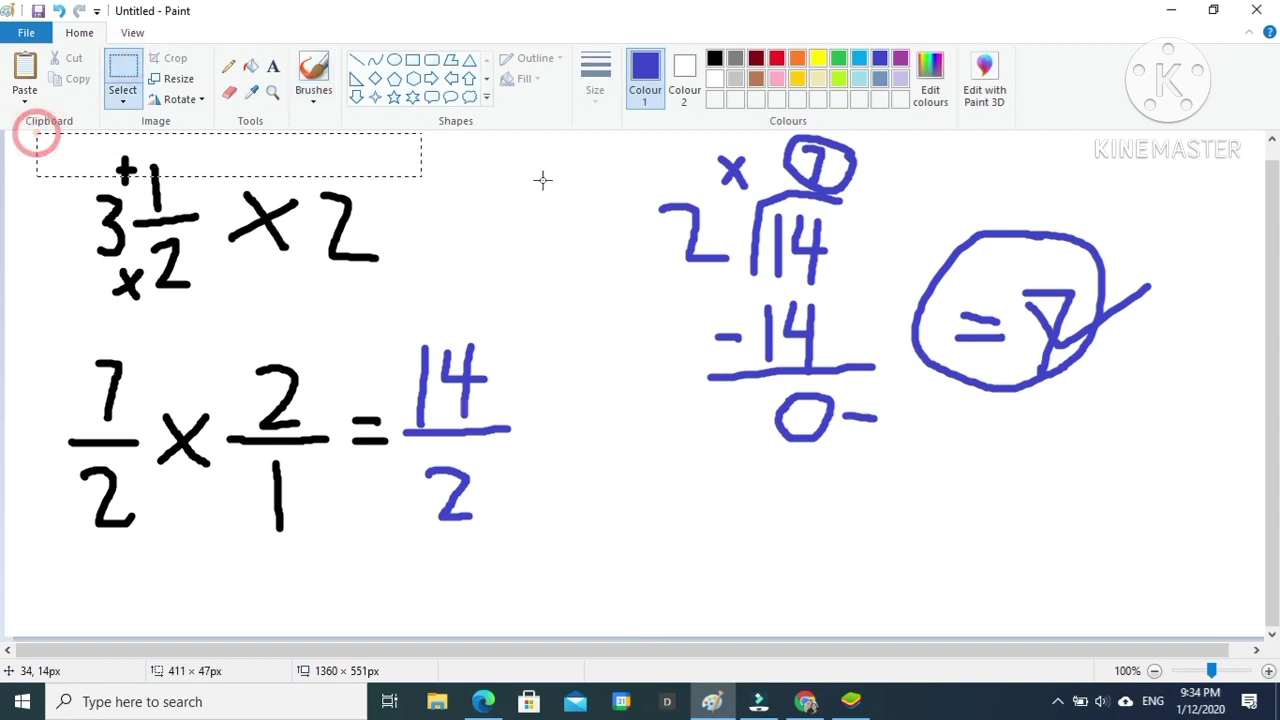 Untitled - Paint
File Home View
Paste Cut Copy Clipboard
Select Crop Resize Rotate Image
Tools
Brushes
Outline Fill Shapes
Size
Colour 1 Colour 2 Edit colours Edit with Paint 3D Colours
K
KINEMASTER
+
3 1/2 × 2
×
7/2 × 2/1 = 14/2
× 7
2 14
- 14
0 -
= 7
34, 14px 411 × 47px 1360 × 551px 100%
Type here to search D ENG 9:34 PM
1/12/2020